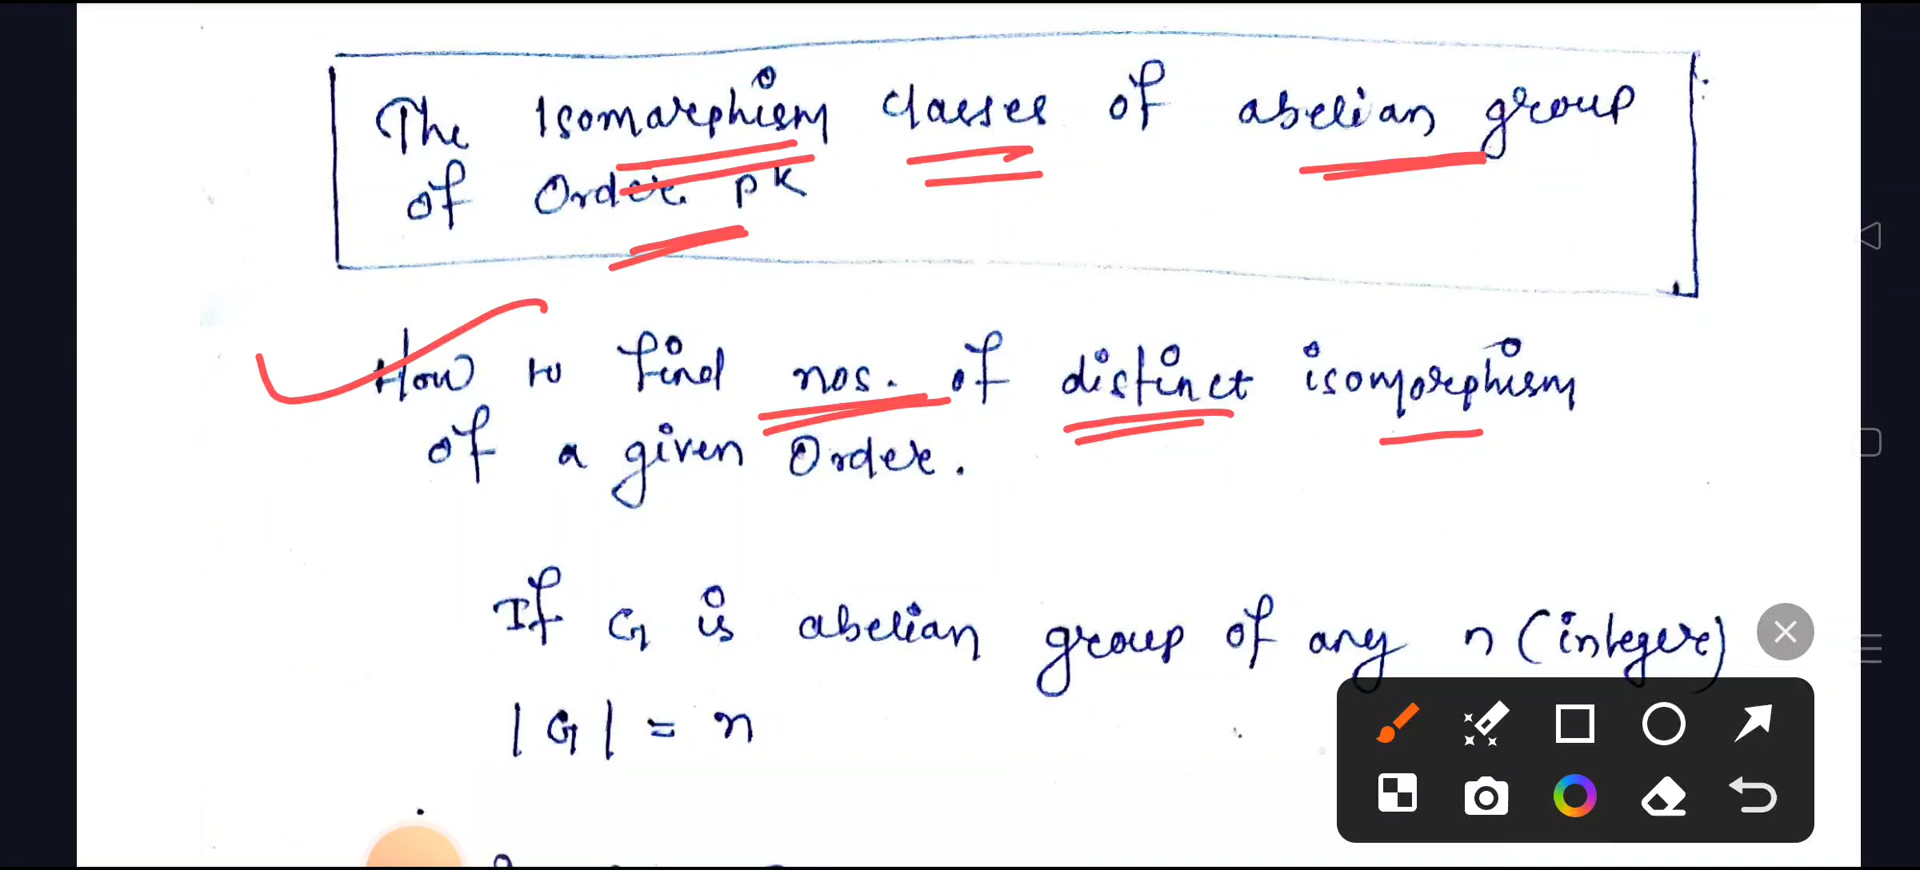 The Isomorphism classes of abelian group
of Order pk
How to find nos. of distinct isomorphism
of a given Order.
If G is abelian group of any n (integer)
|G| = n